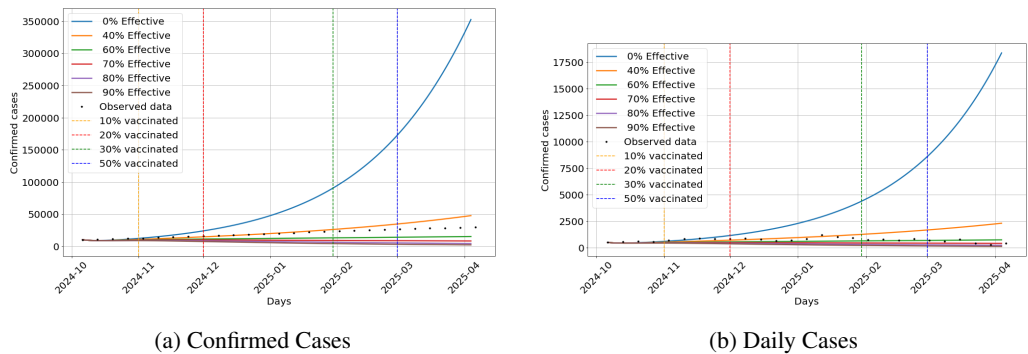 350000
300000
250000
200000
150000
100000
50000
0
Confirmed cases
0% Effective
40% Effective
60% Effective
70% Effective
80% Effective
90% Effective
Observed data
10% vaccinated
20% vaccinated
30% vaccinated
50% vaccinated
2024-10
2024-11
2024-12
2025-01
2025-02
2025-03
2025-04
Days
(a) Confirmed Cases
17500
15000
12500
10000
7500
5000
2500
0
Confirmed cases
0% Effective
40% Effective
60% Effective
70% Effective
80% Effective
90% Effective
Observed data
10% vaccinated
20% vaccinated
30% vaccinated
50% vaccinated
2024-10
2024-11
2024-12
2025-01
2025-02
2025-03
2025-04
Days
(b) Daily Cases